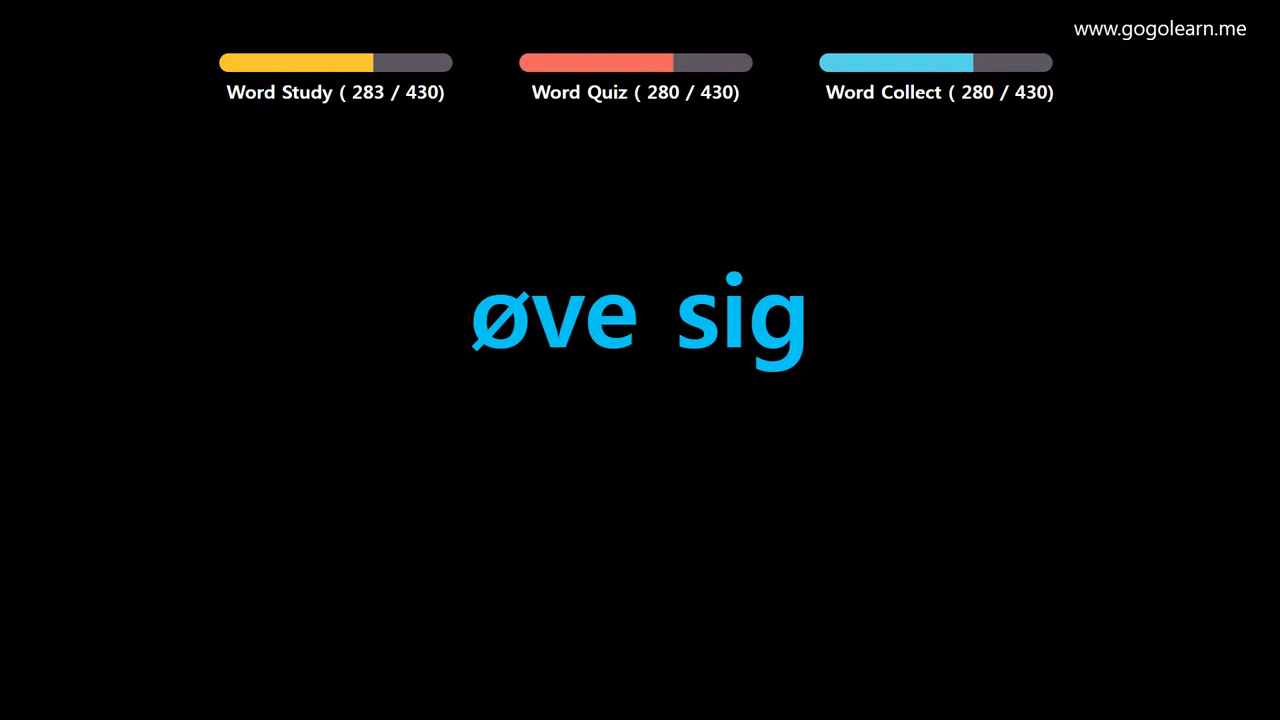 www.gogolearn.me
Word Study ( 283 / 430)
Word Quiz ( 280 / 430)
Word Collect ( 280 / 430)
øve sig